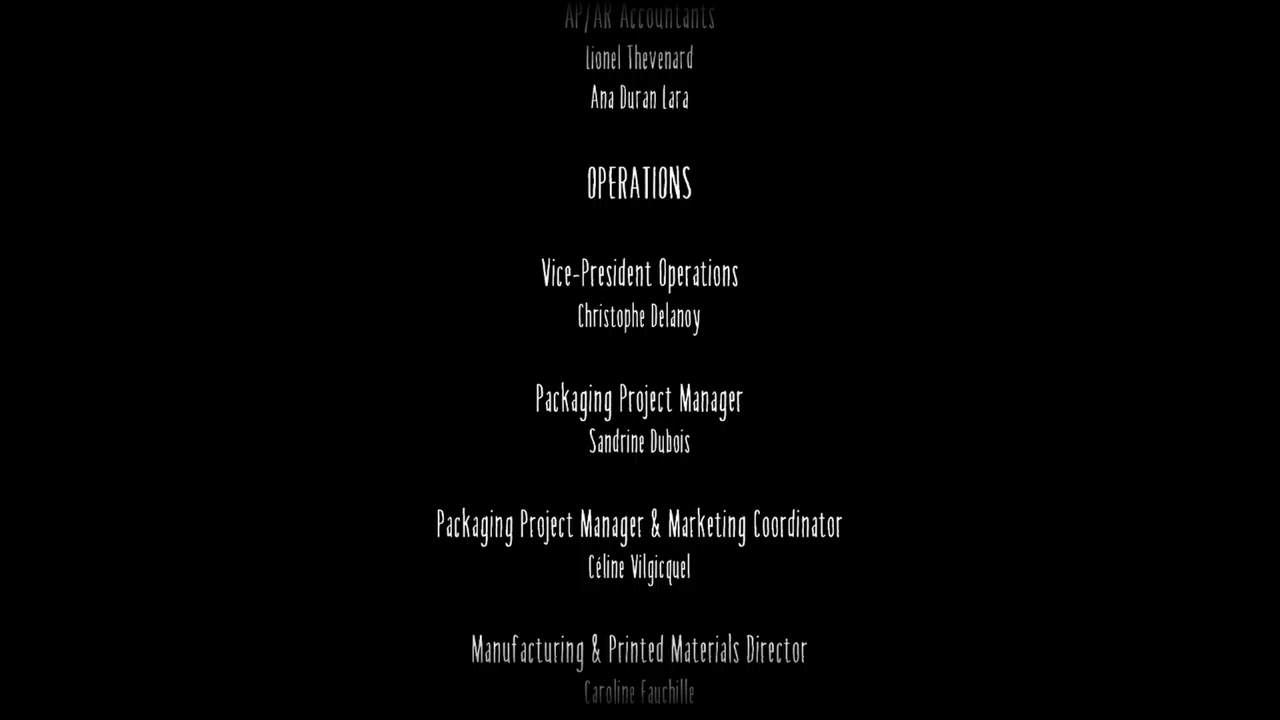 AP/AR Accountants
Lionel Thevenard
Ana Duran Lara
OPERATIONS
Vice-President Operations
Christophe Delanoy
Packaging Project Manager
Sandrine Dubois
Packaging Project Manager & Marketing Coordinator
Céline Vilgicquel
Manufacturing & Printed Materials Director
Caroline Fauchille